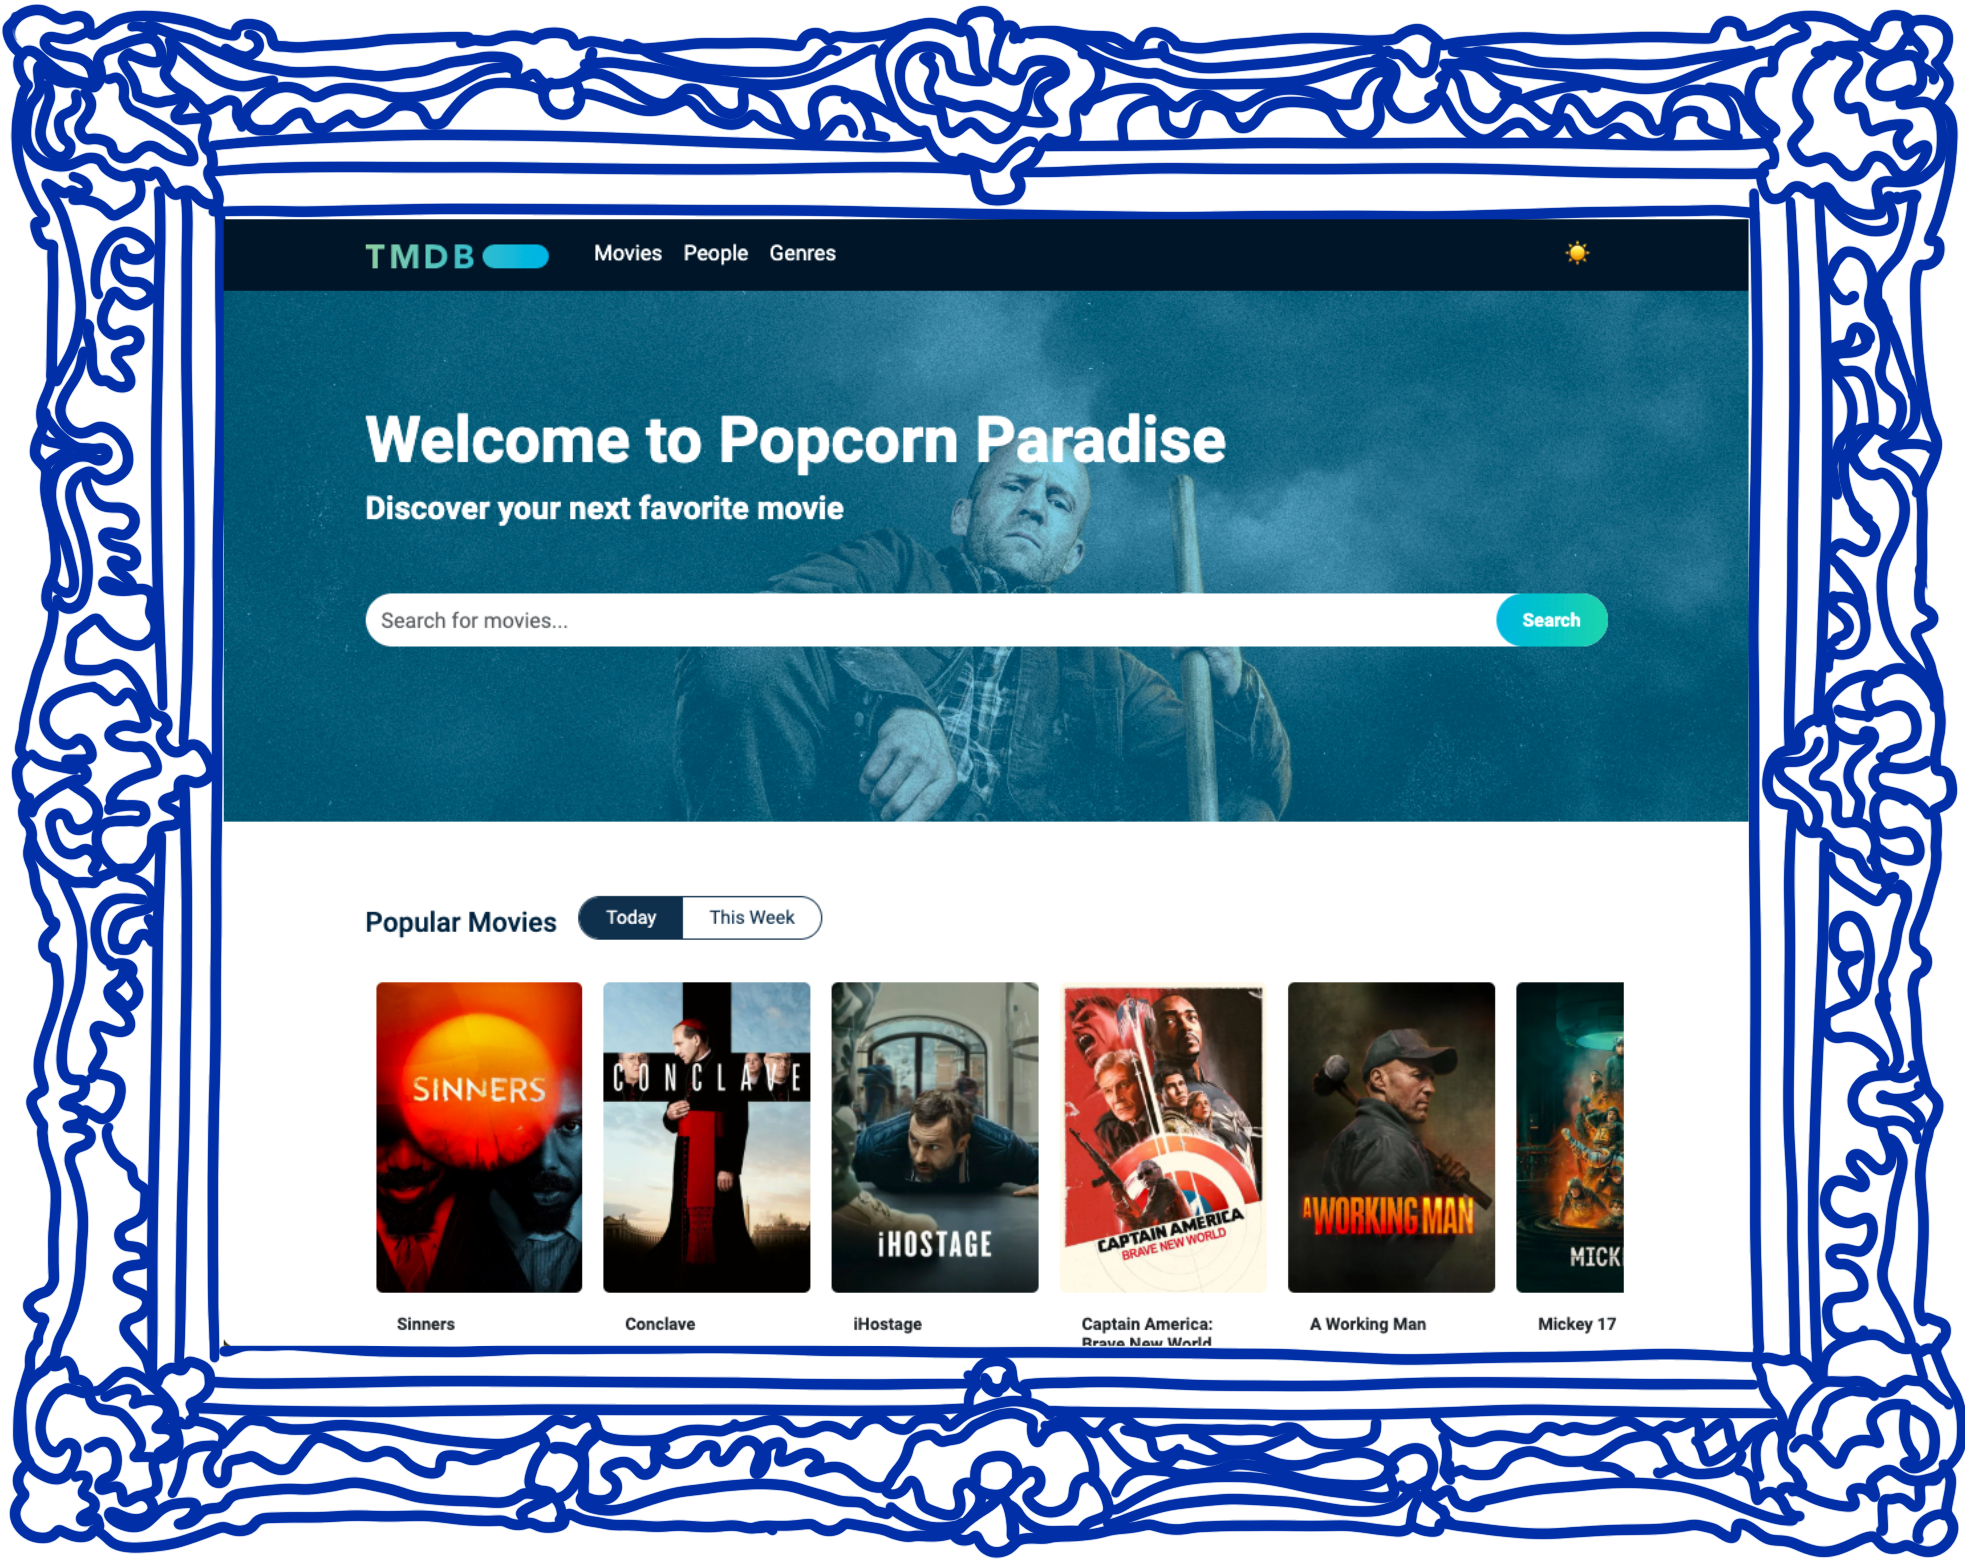 TMDB
Movies People Genres
Welcome to Popcorn Paradise
Discover your next favorite movie
Search for movies...
Search
Popular Movies
Today
This Week
SINNERS
CONCLAVE
iHOSTAGE
CAPTAIN AMERICA
BRAVE NEW WORLD
A WORKING MAN
MICK
Sinners
Conclave
iHostage
Captain America:
Brave New World
A Working Man
Mickey 17